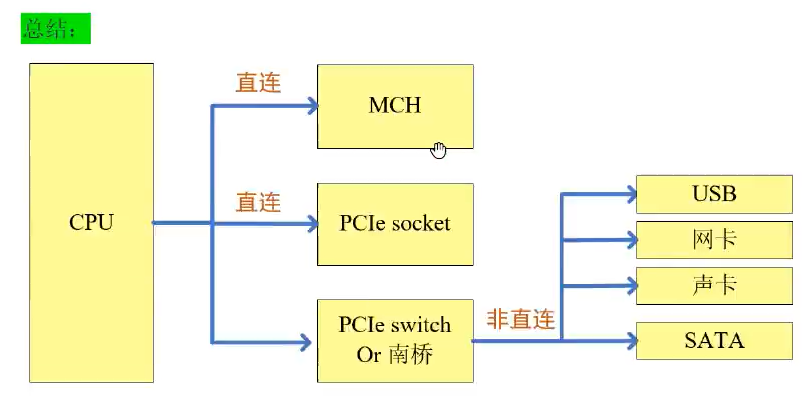 总结：
直连
MCH
CPU
直连
PCIe socket
PCIe switch
Or 南桥
非直连
USB
网卡
声卡
SATA